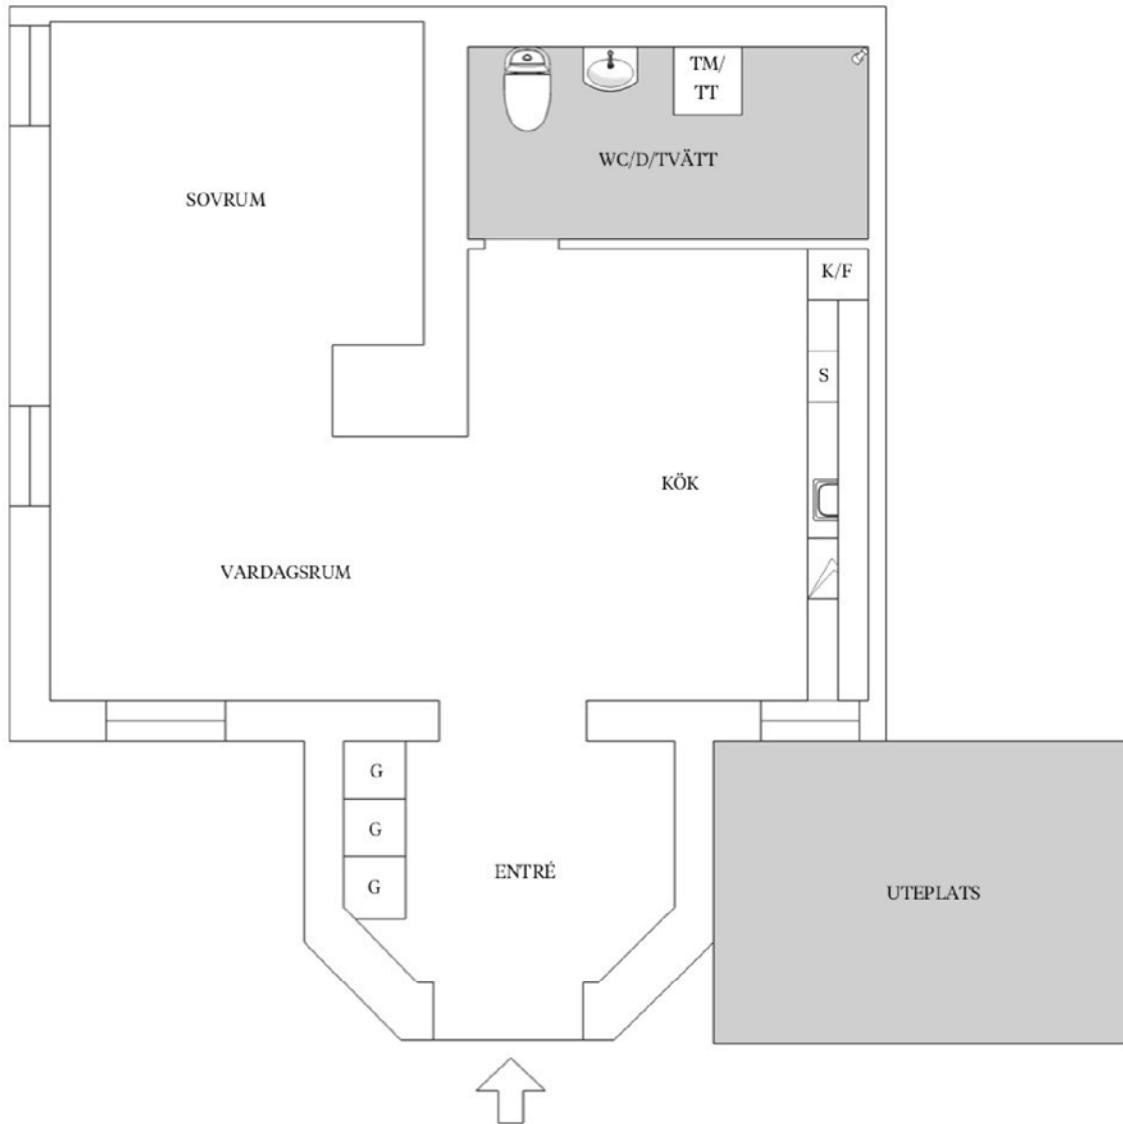 TM/
TT
WC/D/TVÄTT
SOVRUM
K/F
S
KÖK
VARDAGSRUM
G
G
G
ENTRÉ
UTEPLATS